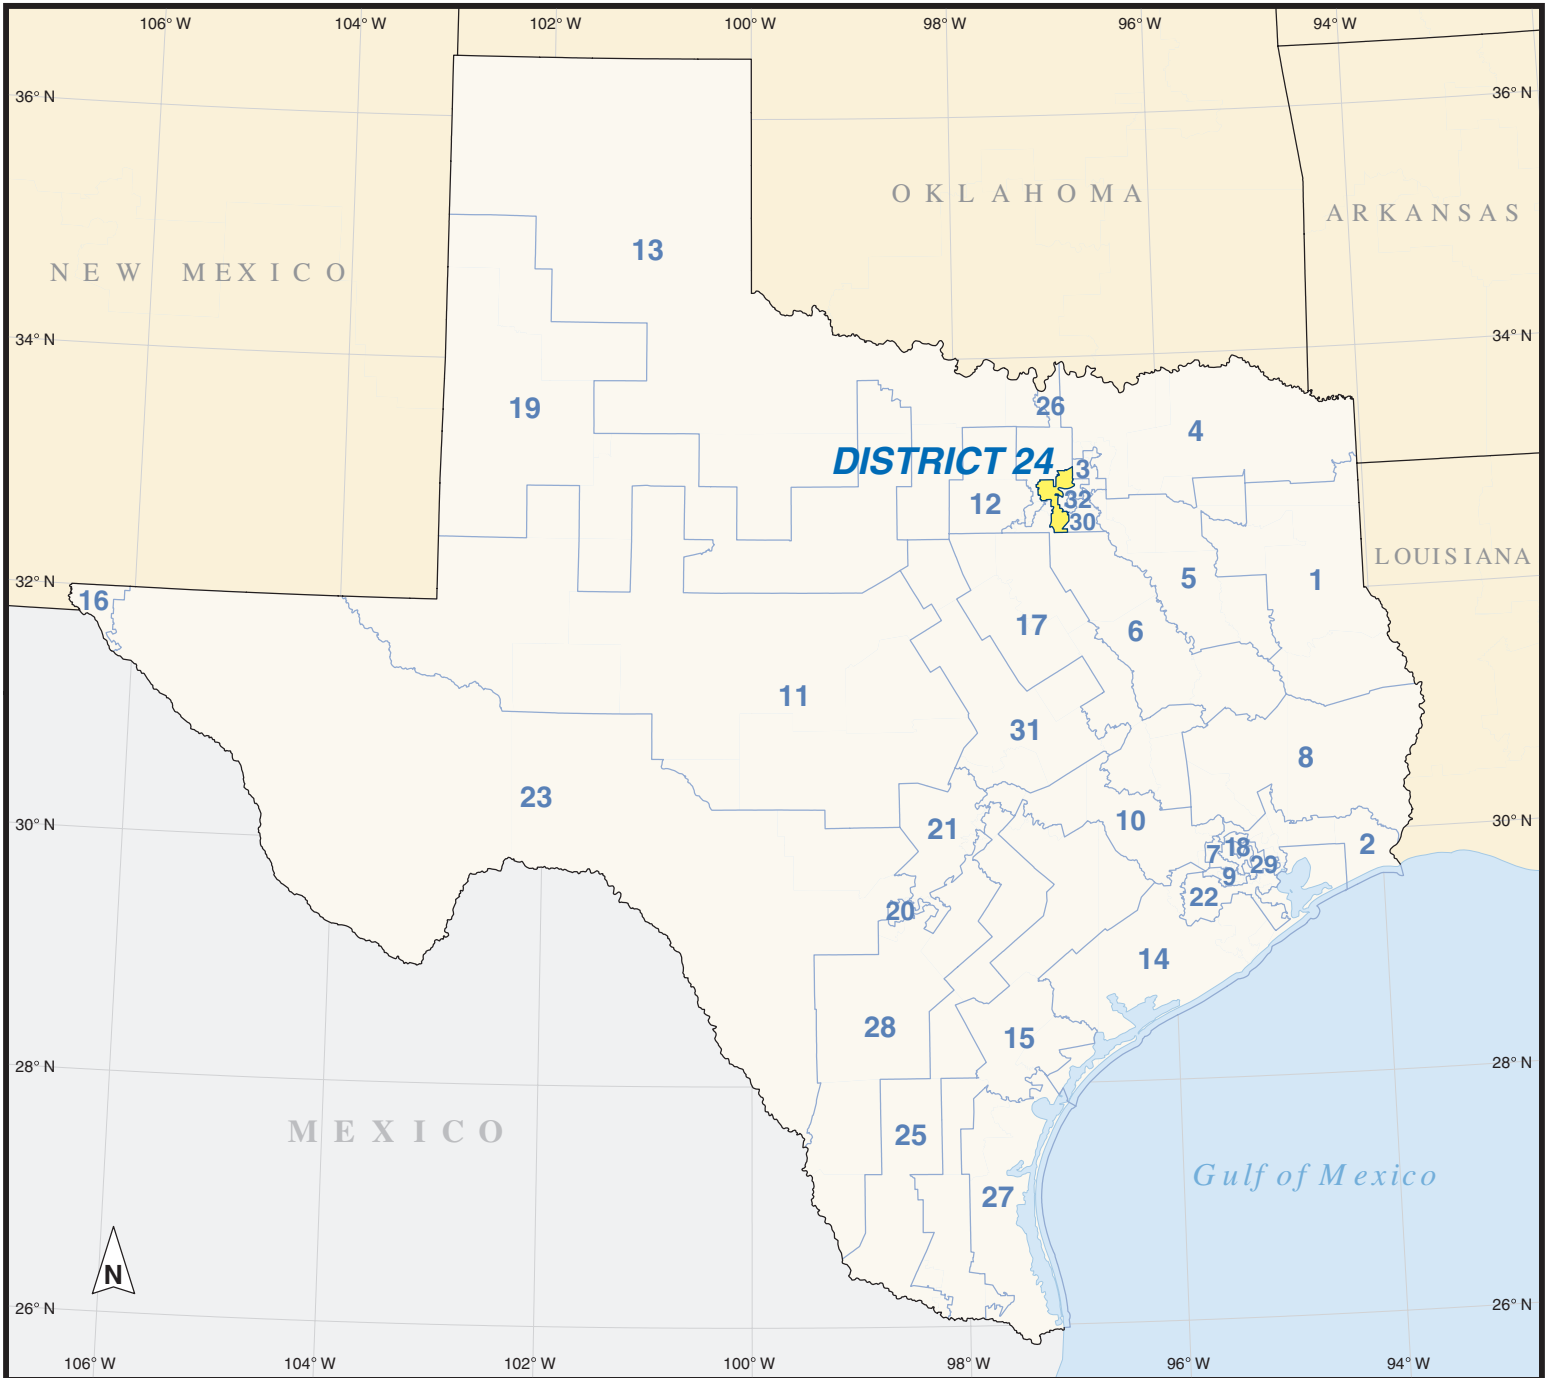 106° W 104° W 102° W 100° W 98° W 96° W 94° W
36° N 36° N
OKLAHOMA
ARKANSAS
13
NEW MEXICO
34° N 34° N
26
19
4
DISTRICT 24 3
12 32
30
LOUISIANA
32° N
5 1
16
17 6
11
31
8
23
30° N 10 30° N
21
2
7 18
29
9
22
20
14
28 15
28° N 28° N
MEXICO 25
Gulf of Mexico
27
N
26° N 26° N
106° W 104° W 102° W 100° W 98° W 96° W 94° W